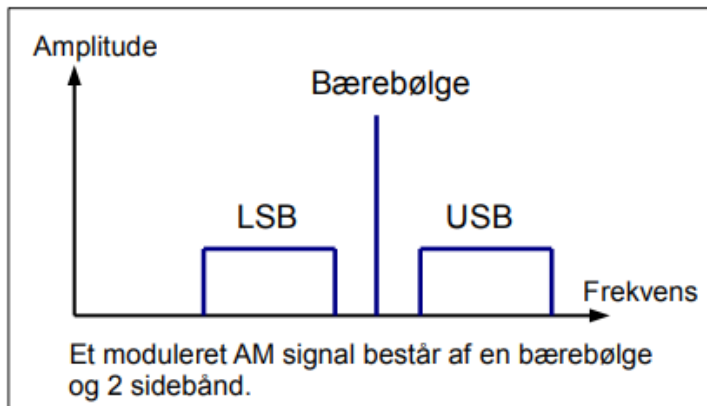 Amplitude
Bærebølge
LSB
USB
Frekvens
Et moduleret AM signal består af en bærebølge
og 2 sidebånd.